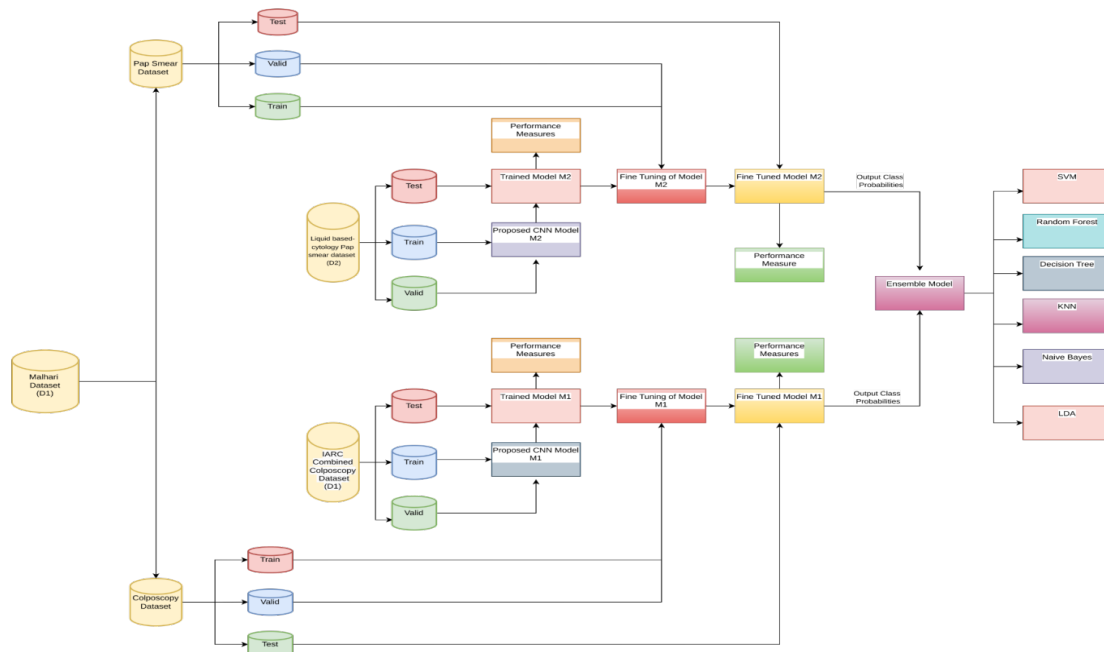 Test
Pap Smear
Dataset
Valid
Train
Performance
Measures
Test
Trained Model M2
Fine Tuning of Model
M2
Fine Tuned Model M2
Output Class
Probabilities
SVM
Liquid based-
cytology Pap
smear dataset
(D2)
Train
Proposed CNN Model
M2
Random Forest
Performance
Measure
Decision Tree
Valid
Ensemble Model
KNN
Malhari
Dataset
(D1)
Performance
Measures
Performance
Measures
Naive Bayes
Test
Trained Model M1
Fine Tuning of Model
M1
Fine Tuned Model M1
Output Class
Probabilities
LDA
IARC
Combined
Colposcopy
Dataset
(D1)
Train
Proposed CNN Model
M1
Valid
Train
Colposcopy
Dataset
Valid
Test